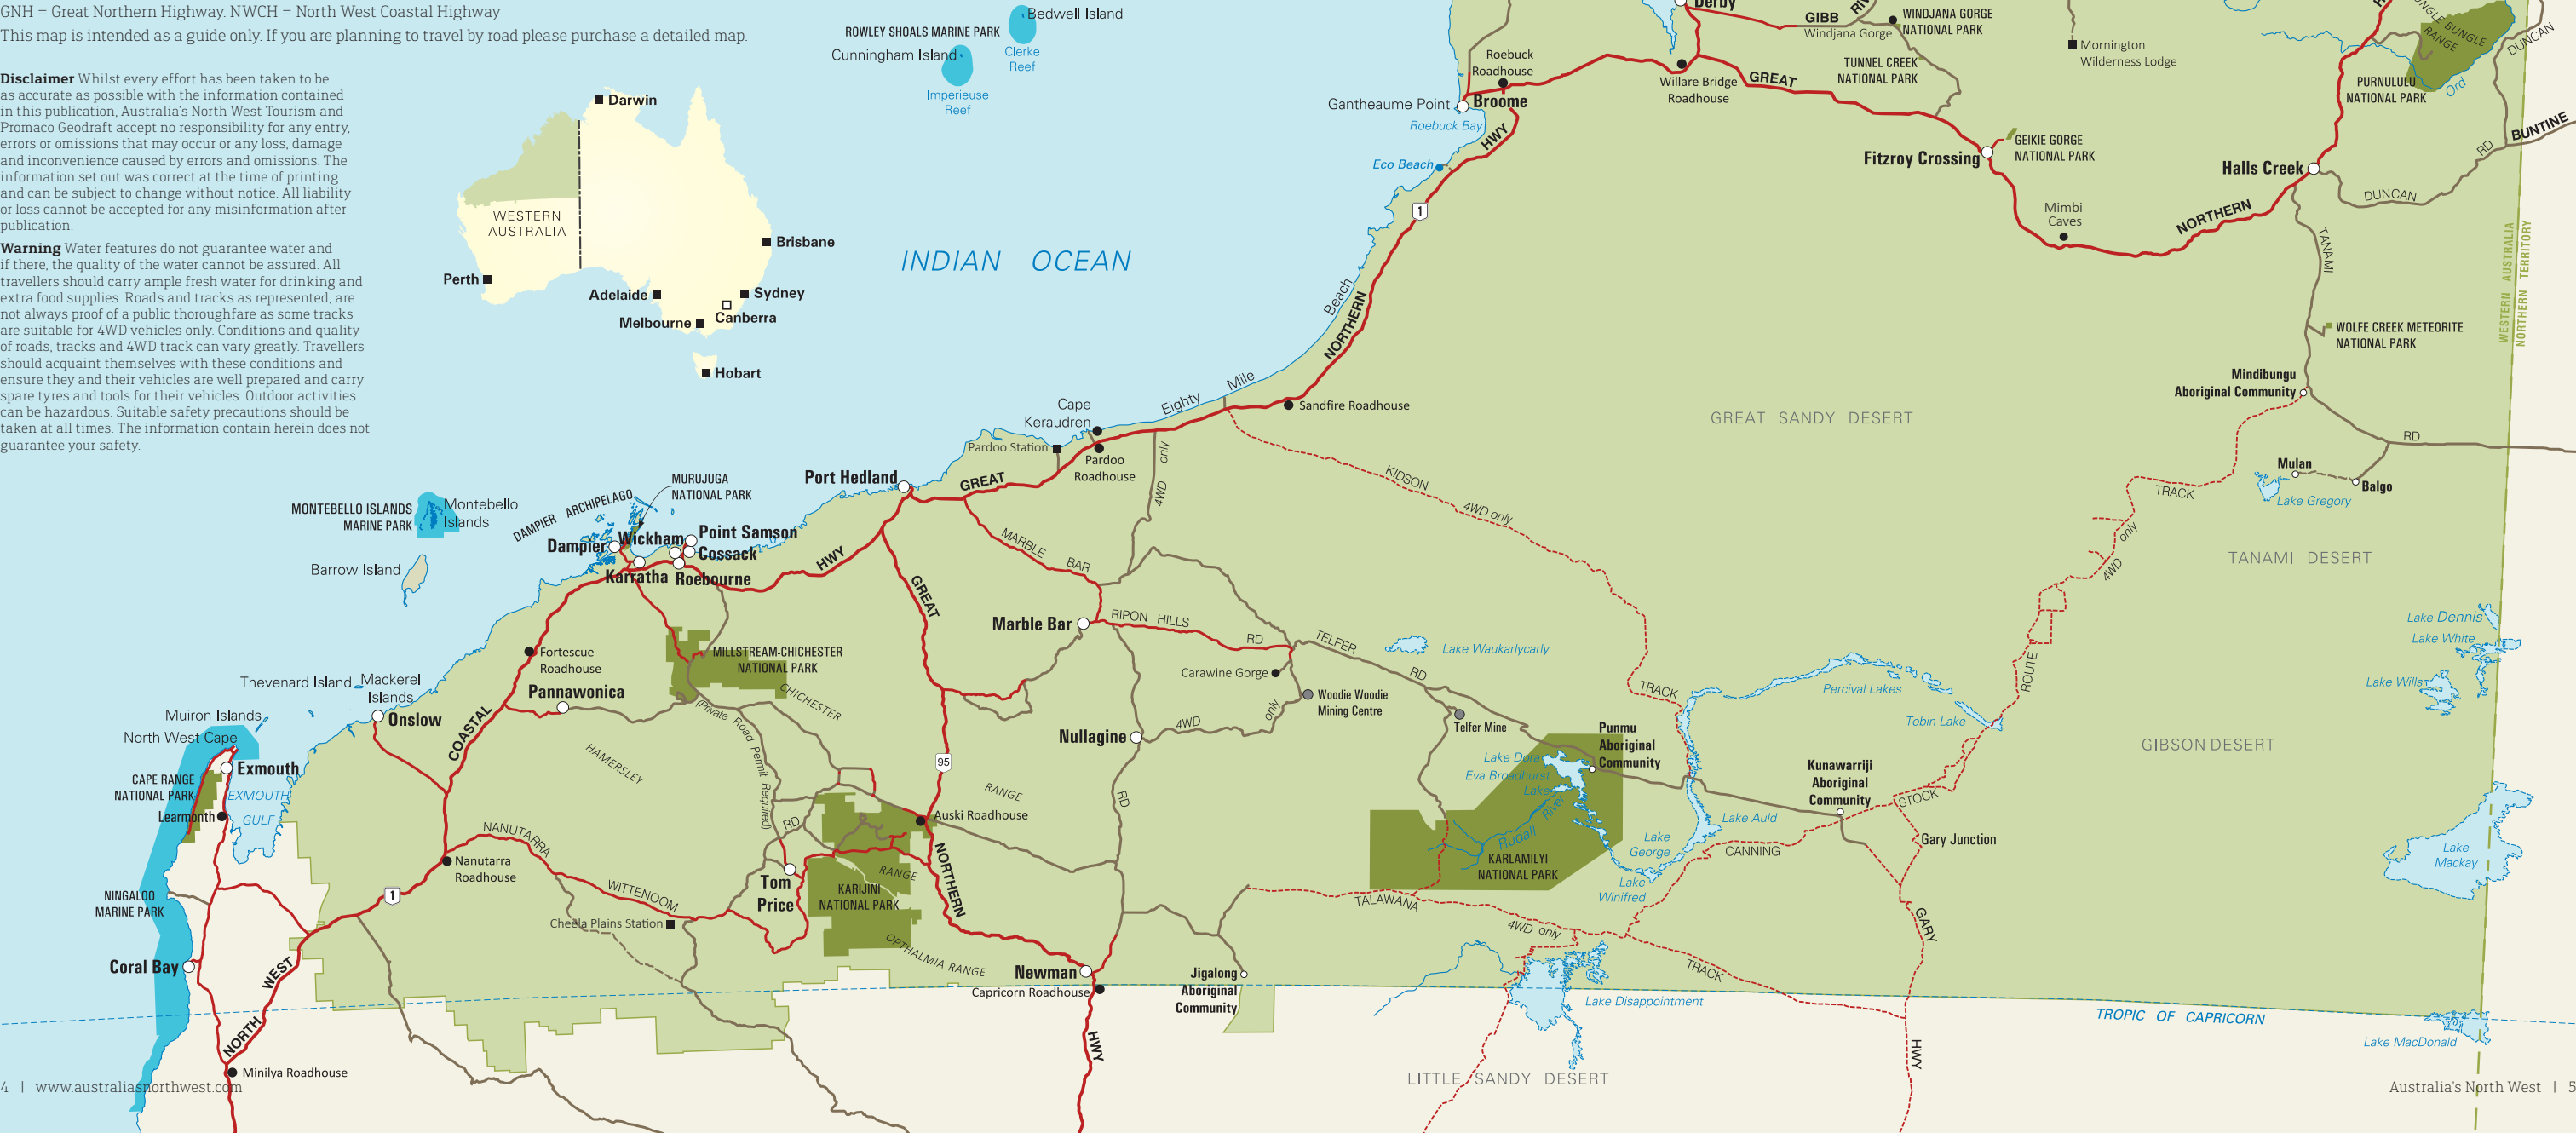 GNH = Great Northern Highway. NWCH = North West Coastal Highway
This map is intended as a guide only. If you are planning to travel by road please purchase a detailed map.
Disclaimer Whilst every effort has been taken to be
as accurate as possible with the information contained
in this publication, Australia's North West Tourism and
Promaco Geodraft accept no responsibility for any entry,
errors or omissions that may occur or any loss, damage
and inconvenience caused by errors and omissions. The
information set out was correct at the time of printing
and can be subject to change without notice. All liability
or loss cannot be accepted for any misinformation after
publication.
Warning Water features do not guarantee water and
if there, the quality of the water cannot be assured. All
travellers should carry ample fresh water for drinking and
extra food supplies. Roads and tracks as represented, are
not always proof of a public thoroughfare as some tracks
are suitable for 4WD vehicles only. Conditions and quality
of roads, tracks and 4WD track can vary greatly. Travellers
should acquaint themselves with these conditions and
ensure they and their vehicles are well prepared and carry
spare tyres and tools for their vehicles. Outdoor activities
can be hazardous. Suitable safety precautions should be
taken at all times. The information contain herein does not
guarantee your safety.
Darwin
WESTERN
AUSTRALIA
Brisbane
Perth
Adelaide
Sydney
Canberra
Melbourne
Hobart
Bedwell Island
ROWLEY SHOALS MARINE PARK
Clerke
Reef
Cunningham Island
Imperieuse
Reef
INDIAN OCEAN
Derby
GIBB
WINDJANA GORGE
NATIONAL PARK
Windjana Gorge
Mornington
Wilderness Lodge
TUNNEL CREEK
NATIONAL PARK
BUNGLE BUNGLE
RANGE
DUNCAN
PURNULULU
NATIONAL PARK
Ord
Roebuck
Roadhouse
Willare Bridge
Roadhouse
GREAT
Gantheaume Point
Broome
Roebuck Bay
HWY
Eco Beach
1
Fitzroy Crossing
GEIKIE GORGE
NATIONAL PARK
Halls Creek
RD
BUNTINE
DUNCAN
Mimbi
Caves
NORTHERN
TANAMI
WESTERN AUSTRALIA
NORTHERN TERRITORY
WOLFE CREEK METEORITE
NATIONAL PARK
Mindibungu
Aboriginal Community
RD
Eighty
Mile
Beach
NORTHERN
Sandfire Roadhouse
GREAT SANDY DESERT
Cape
Keraudren
Pardoo Station
Pardoo
Roadhouse
4WD
only
KIDSON
4WD only
TRACK
Mulan
Balgo
Lake Gregory
TRACK
4WD
only
TANAMI DESERT
Port Hedland
GREAT
MURUJUGA
NATIONAL PARK
MONTEBELLO ISLANDS
MARINE PARK
Montebello
Islands
DAMPIER ARCHIPELAGO
Dampier
Wickham
Point Samson
Cossack
Karratha
Roebourne
HWY
Barrow Island
MARBLE
BAR
GREAT
Marble Bar
RIPON HILLS
RD
TELFER
RD
Lake Waukarlycarly
Carawine Gorge
Woodie Woodie
Mining Centre
Telfer Mine
Fortescue
Roadhouse
MILLSTREAM-CHICHESTER
NATIONAL PARK
CHICHESTER
RANGE
Pannawonica
(Private Road Permit Required)
HAMERSLEY
RANGE
Thevenard Island
Mackerel
Islands
Onslow
COASTAL
Muiron Islands
North West Cape
Exmouth
CAPE RANGE
NATIONAL PARK
EXMOUTH
GULF
Learmonth
95
Nullagine
4WD
only
RD
Punmu
Aboriginal
Community
Lake Dora
Eva Broadhurst
Lake
Rudall
River
KARLAMILYI
NATIONAL PARK
Percival Lakes
Tobin Lake
ROUTE
Kunawarriji
Aboriginal
Community
STOCK
Gary Junction
Lake Auld
CANNING
Lake
George
Lake
Winifred
Lake Dennis
Lake White
Lake Wills
GIBSON DESERT
Lake
Mackay
Auski Roadhouse
RD
NANUTARRA
Nanutarra
Roadhouse
1
WITTENOOM
Tom
Price
KARIJINI
NATIONAL PARK
NORTHERN
Cheela Plains Station
OPTHALMIA RANGE
NINGALOO
MARINE PARK
Coral Bay
WEST
NORTH
Minilya Roadhouse
Newman
Capricorn Roadhouse
HWY
Jigalong
Aboriginal
Community
TALAWANA
4WD only
TRACK
GARY
HWY
Lake Disappointment
LITTLE SANDY DESERT
TROPIC OF CAPRICORN
Lake MacDonald
4 | www.australiasnorthwest.com
Australia's North West | 5